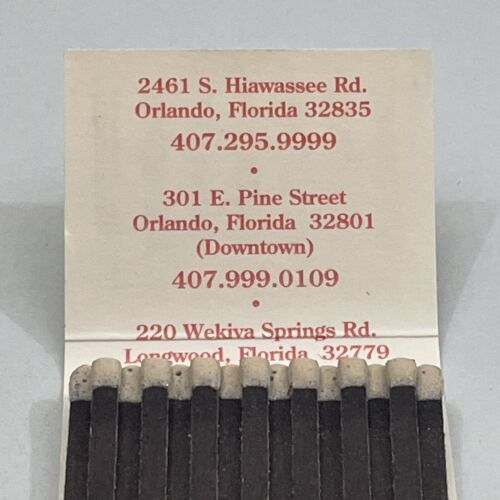 2461 S. Hiawassee Rd.
Orlando, Florida 32835
407.295.9999
•
301 E. Pine Street
Orlando, Florida 32801
(Downtown)
407.999.0109
•
220 Wekiva Springs Rd.
Longwood, Florida 32779